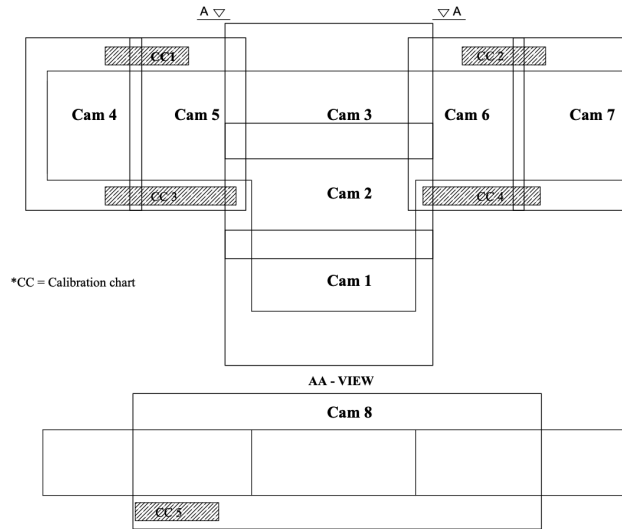 A ▽ ▽ A
CC1 CC 2
Cam 4 Cam 5 Cam 3 Cam 6 Cam 7
CC 3 Cam 2 CC 4
*CC = Calibration chart Cam 1
AA - VIEW
Cam 8
CC 5